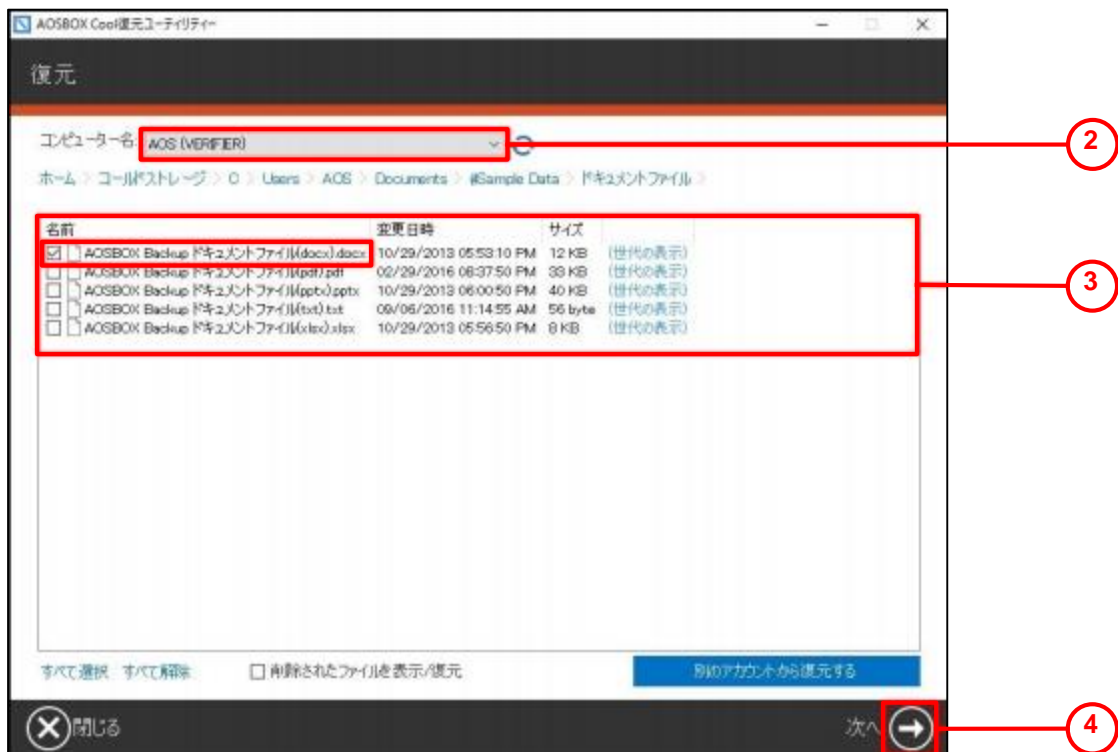 AOSBOX Cool復元ユーティリティー
復元
コンピューター名: AOS (VERIFIER)
2
ホーム > コールドストレージ > C > Users > AOS > Documents > #Sample Data > ドキュメントファイル >
名前 変更日時 サイズ
AOSBOX Backup ドキュメントファイル(docx).docx 10/29/2013 05:53:10 PM 12 KB (世代の表示)
AOSBOX Backup ドキュメントファイル(pdf).pdf 02/29/2016 06:37:50 PM 33 KB (世代の表示)
AOSBOX Backup ドキュメントファイル(pptx).pptx 10/29/2013 06:00:50 PM 40 KB (世代の表示)
3
AOSBOX Backup ドキュメントファイル(txt).txt 09/06/2016 11:14:55 AM 56 byte (世代の表示)
AOSBOX Backup ドキュメントファイル(xlsx).xlsx 10/29/2013 05:56:50 PM 8 KB (世代の表示)
すべて選択 すべて解除 削除されたファイルを表示/復元 別のアカウントから復元する
閉じる 次へ
4